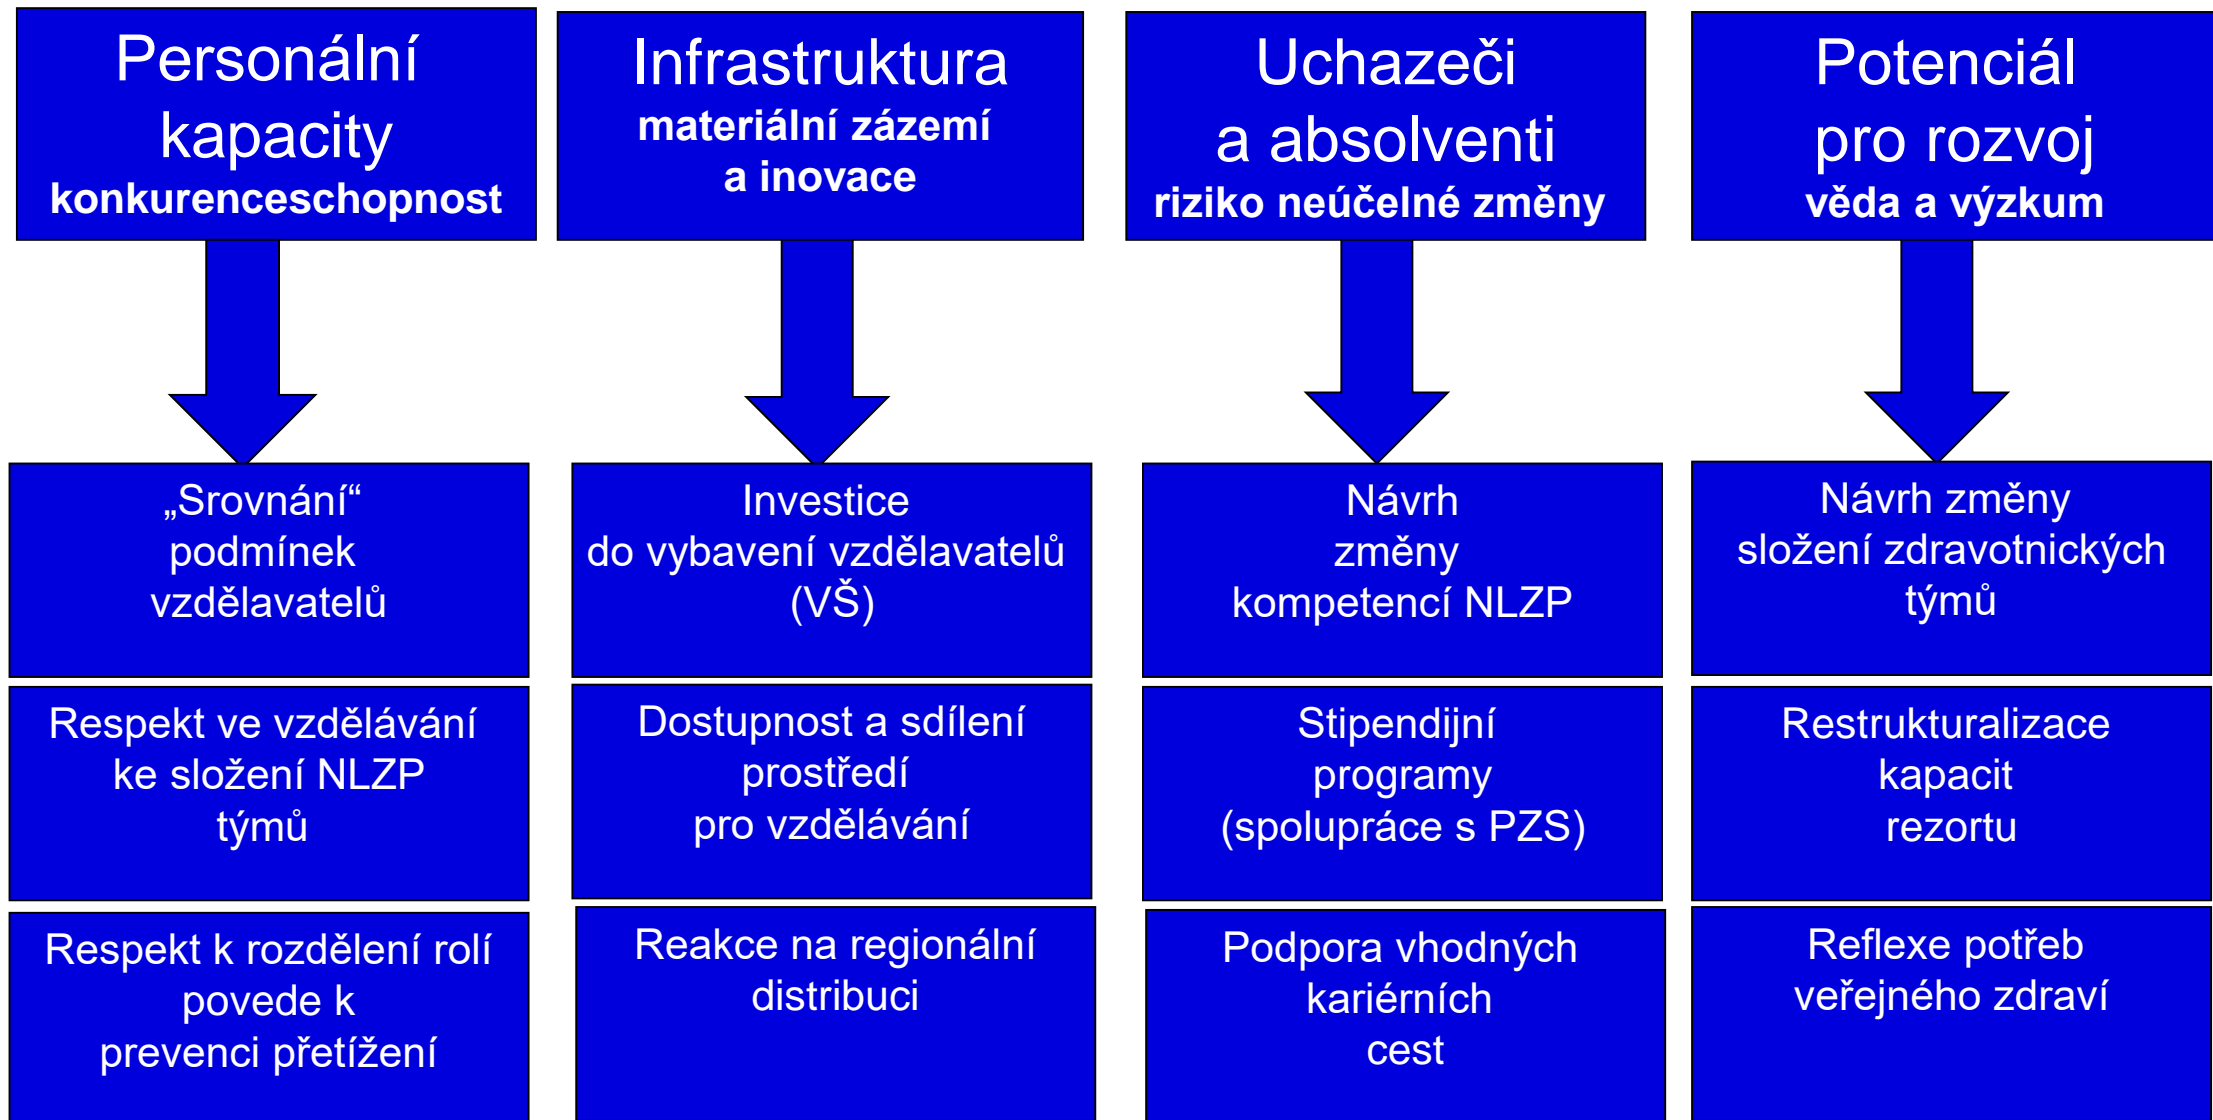 Personální
kapacity
konkurenceschopnost
Infrastruktura
materiální zázemí
a inovace
Uchazeči
a absolventi
riziko neúčelné změny
Potenciál
pro rozvoj
věda a výzkum
„Srovnání“
podmínek
vzdělavatelů
Investice
do vybavení vzdělavatelů
(VŠ)
Návrh
změny
kompetencí NLZP
Návrh změny
složení zdravotnických
týmů
Respekt ve vzdělávání
ke složení NLZP
týmů
Dostupnost a sdílení
prostředí
pro vzdělávání
Stipendijní
programy
(spolupráce s PZS)
Restrukturalizace
kapacit
rezortu
Respekt k rozdělení rolí
povede k
prevenci přetížení
Reakce na regionální
distribuci
Podpora vhodných
kariérních
cest
Reflexe potřeb
veřejného zdraví